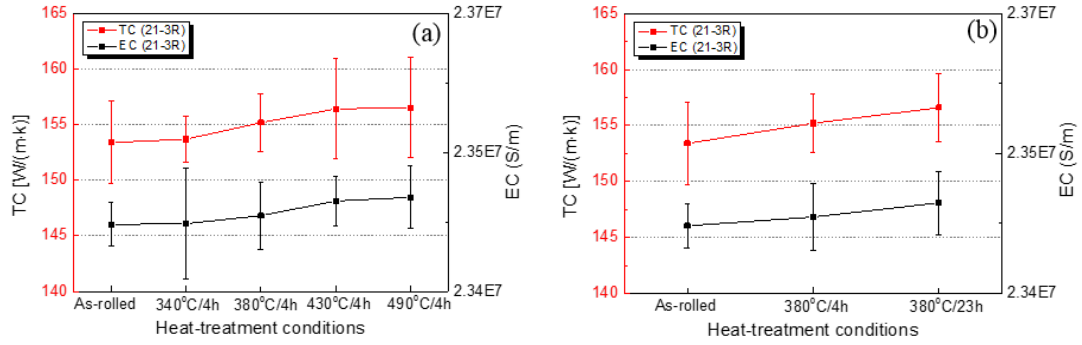 (a)
TC (21-3R)
EC (21-3R)
165
160
155
150
145
140
TC [W/(m·k)]
2.37E7
2.35E7
2.34E7
EC (S/m)
As-rolled 340°C/4h 380°C/4h 430°C/4h 490°C/4h
Heat-treatment conditions
(b)
TC (21-3R)
EC (21-3R)
165
160
155
150
145
140
TC [W/(m·k)]
2.37E7
2.35E7
2.34E7
EC (S/m)
As-rolled 380°C/4h 380°C/23h
Heat-treatment conditions